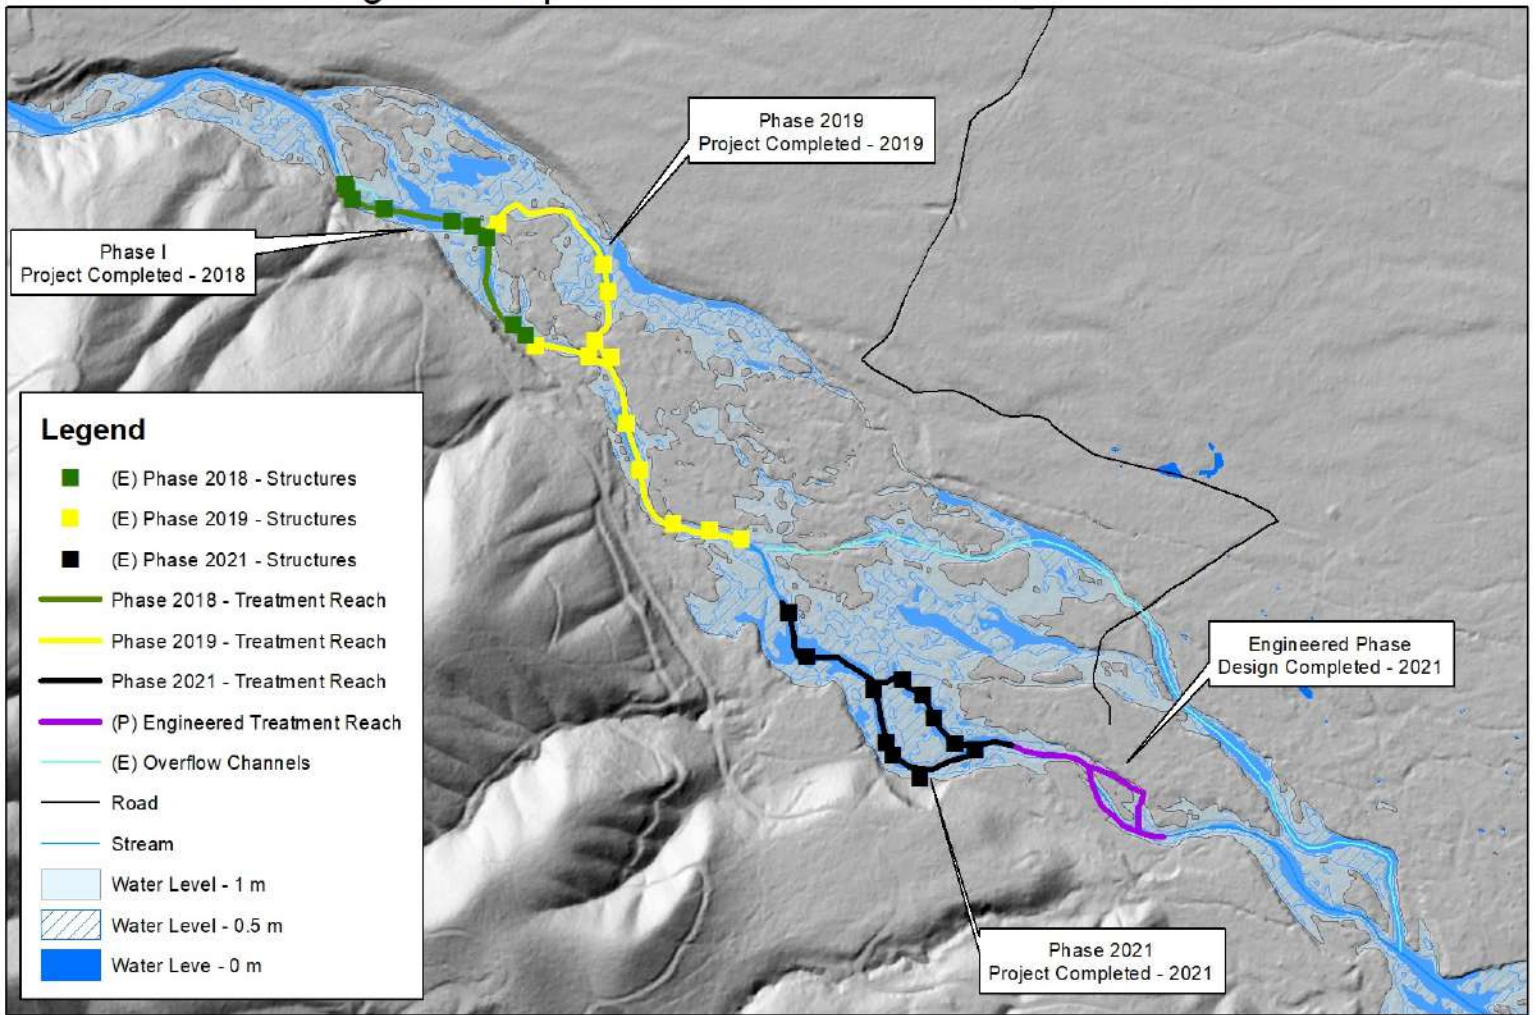 Phase 2019
Project Completed - 2019
Phase I
Project Completed - 2018
Legend
(E) Phase 2018 - Structures
(E) Phase 2019 - Structures
(E) Phase 2021 - Structures
Phase 2018 - Treatment Reach
Phase 2019 - Treatment Reach
Phase 2021 - Treatment Reach
(P) Engineered Treatment Reach
(E) Overflow Channels
Road
Stream
Water Level - 1 m
Water Level - 0.5 m
Water Leve - 0 m
Engineered Phase
Design Completed - 2021
Phase 2021
Project Completed - 2021